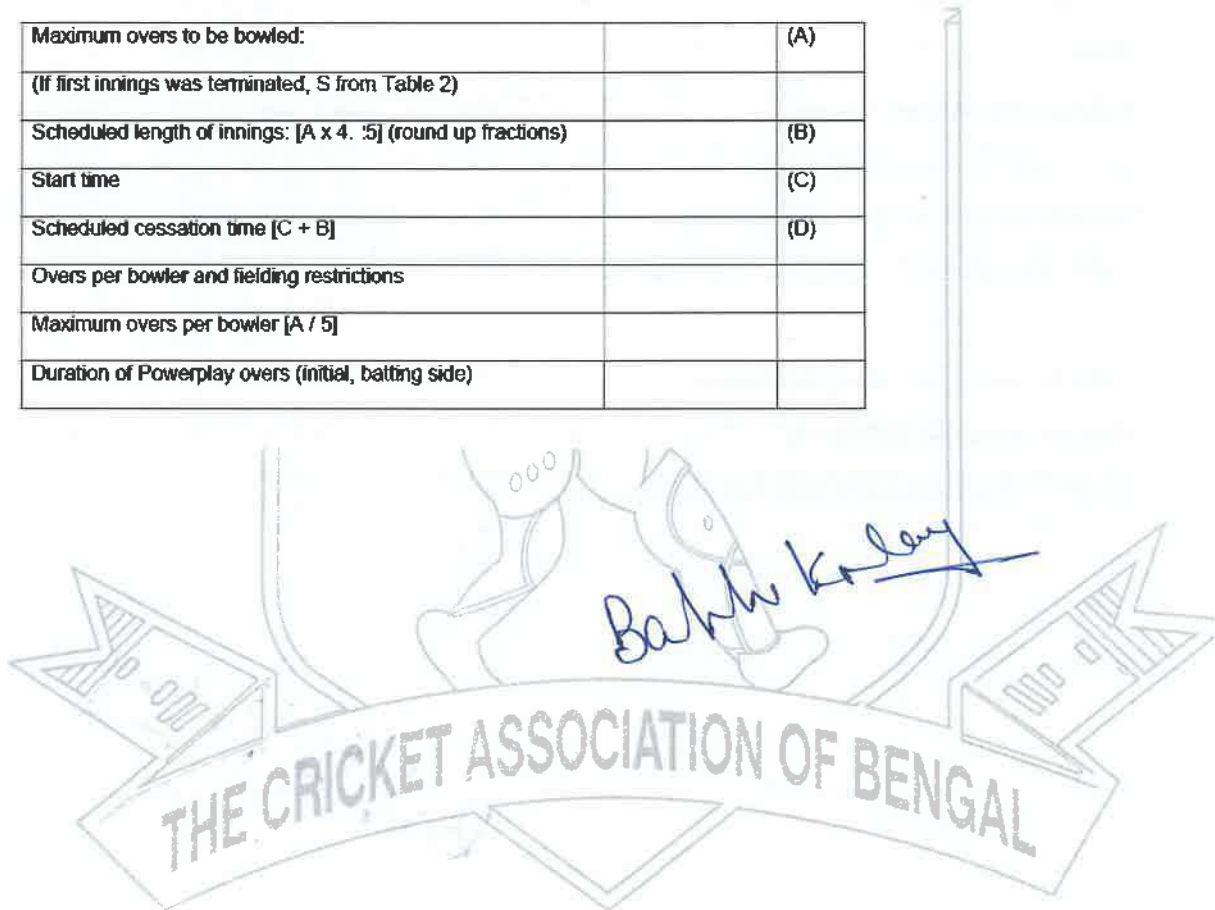 Maximum overs to be bowled: (A)
(If first innings was terminated, S from Table 2)
Scheduled length of innings: [A x 4. :5] (round up fractions) (B)
Start time (C)
Scheduled cessation time [C + B] (D)
Overs per bowler and fielding restrictions
Maximum overs per bowler [A / 5]
Duration of Powerplay overs (initial, batting side)
THE CRICKET ASSOCIATION OF BENGAL